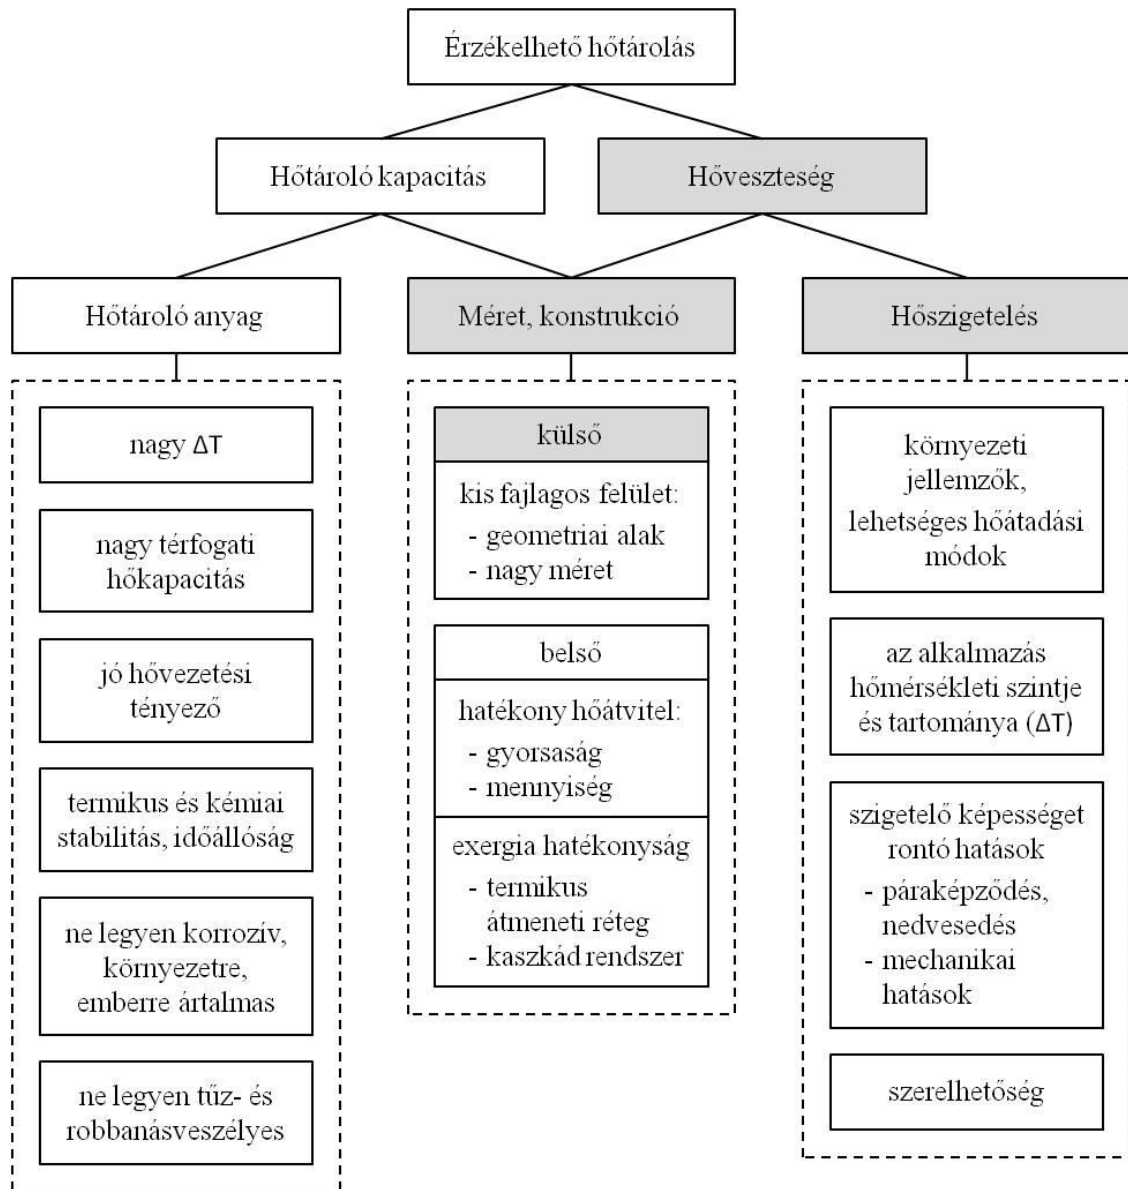 Érzékelhető hőtárolás
Hőtároló kapacitás
Hőveszteség
Hőtároló anyag
Méret, konstrukció
Hőszigetelés
nagy ΔT
nagy térfogati
hőkapacitás
jó hővezetési
tényező
termikus és kémiai
stabilitás, időállóság
ne legyen korrozív,
környezetre,
emberre ártalmas
ne legyen tűz- és
robbanásveszélyes
külső
kis fajlagos felület:
- geometriai alak
- nagy méret
belső
hatékony hőátvitel:
- gyorsaság
- mennyiség
exergia hatékonyság
- termikus
átmeneti réteg
- kaszkád rendszer
környezeti
jellemzők,
lehetséges hőátadási
módok
az alkalmazás
hőmérsékleti szintje
és tartománya (ΔT)
szigetelő képességet
rontó hatások
- páraképződés,
nedvesedés
- mechanikai
hatások
szerelhetőség